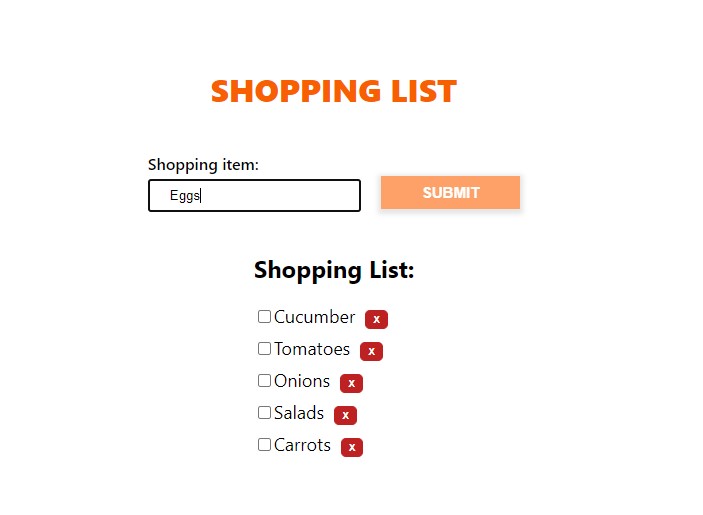 SHOPPING LIST
Shopping item:
Eggs
SUBMIT
Shopping List:
Cucumber x
Tomatoes x
Onions x
Salads x
Carrots x